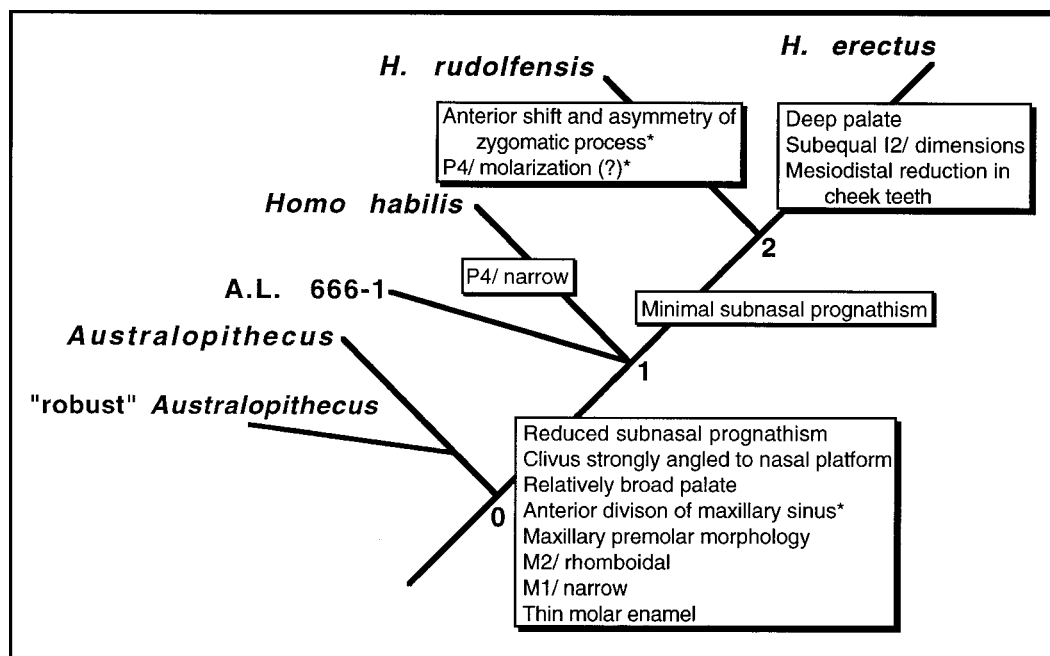 H. erectus
H. rudolfensis
Anterior shift and asymmetry of
zygomatic process*
P4/ molarization (?)*
Deep palate
Subequal I2/ dimensions
Mesiodistal reduction in
cheek teeth
Homo habilis
2
P4/ narrow
A.L. 666-1
Minimal subnasal prognathism
Australopithecus
1
"robust" Australopithecus
0
Reduced subnasal prognathism
Clivus strongly angled to nasal platform
Relatively broad palate
Anterior divison of maxillary sinus*
Maxillary premolar morphology
M2/ rhomboidal
M1/ narrow
Thin molar enamel